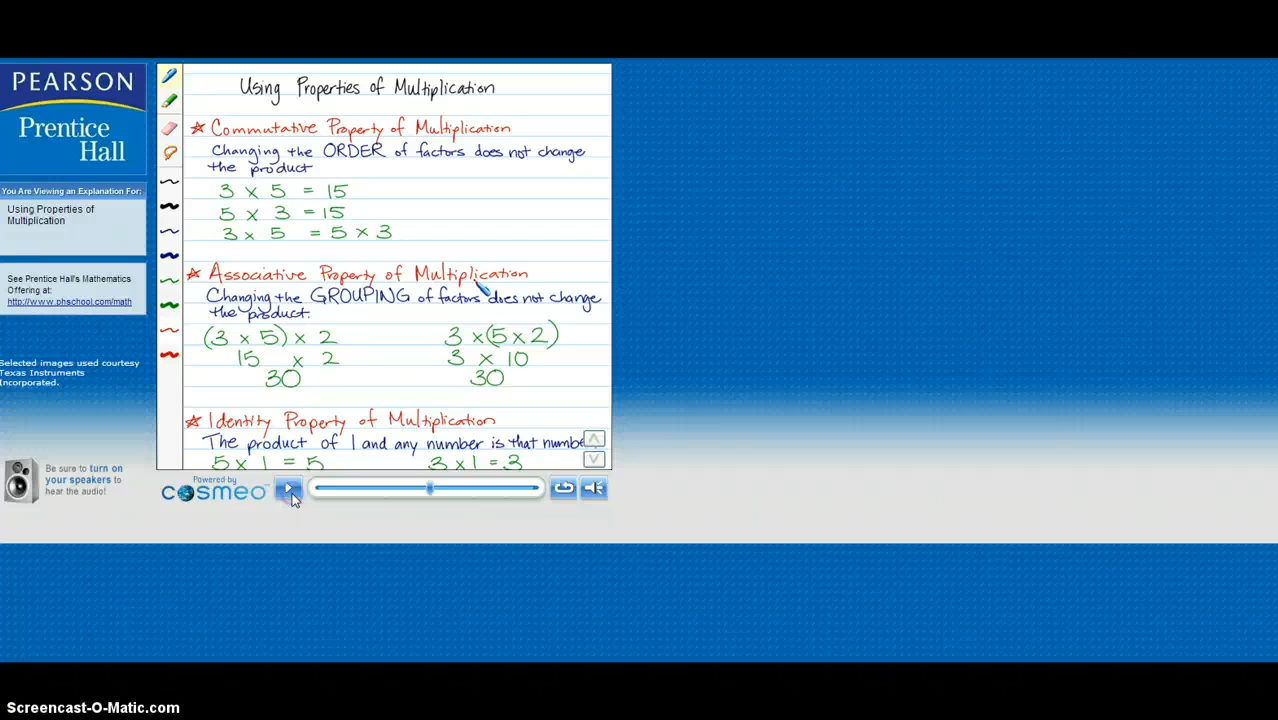 PEARSON
Prentice
Hall
You Are Viewing an Explanation For:
Using Properties of
Multiplication
See Prentice Hall's Mathematics
Offering at:
http://www.phschool.com/math
Selected images used courtesy
Texas Instruments
Incorporated.
Be sure to turn on
your speakers to
hear the audio!
Using Properties of Multiplication
Commutative Property of Multiplication
Changing the ORDER of factors does not change
the product
3 x 5 = 15
5 x 3 = 15
3 x 5 = 5 x 3
Associative Property of Multiplication
Changing the GROUPING of factors does not change
the product.
(3 x 5) x 2
15 x 2
30
3 x (5 x 2)
3 x 10
30
Identity Property of Multiplication
The product of 1 and any number is that numbe
5 x 1 = 5
3 x 1 = 3
Powered by
cosmeo
Screencast-O-Matic.com